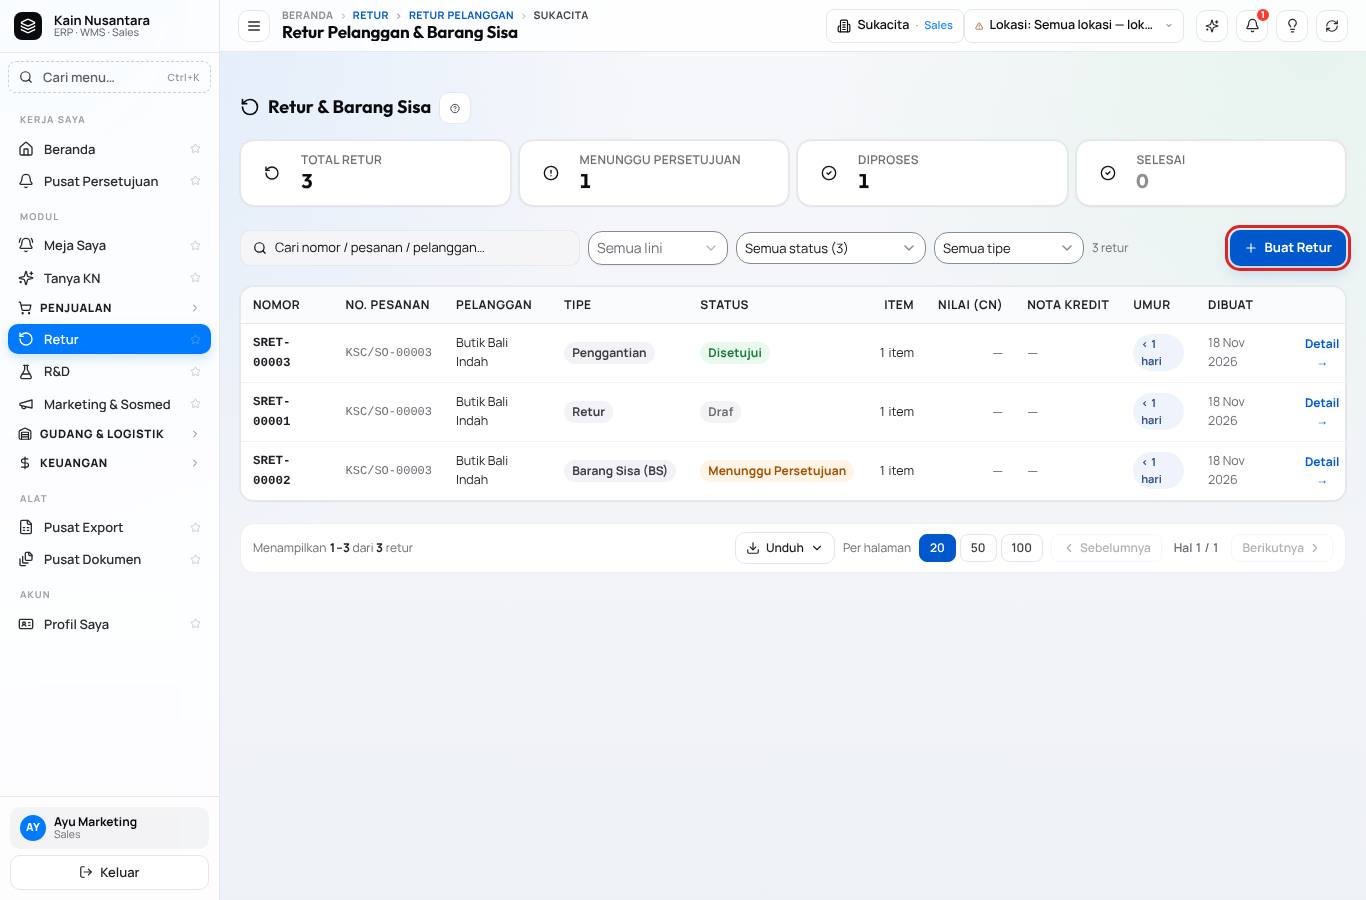 Kain Nusantara
ERP · WMS · Sales
Cari menu... Ctrl+K
KERJA SAYA
Beranda
Pusat Persetujuan
MODUL
Meja Saya
Tanya KN
PENJUALAN
Retur
R&D
Marketing & Sosmed
GUDANG & LOGISTIK
KEUANGAN
ALAT
Pusat Export
Pusat Dokumen
AKUN
Profil Saya
AY Ayu Marketing
Sales
Keluar
BERANDA › RETUR › RETUR PELANGGAN › SUKACITA
Retur Pelanggan & Barang Sisa
Sukacita · Sales
Lokasi: Semua lokasi — lok...
1
Retur & Barang Sisa
TOTAL RETUR
3
MENUNGGU PERSETUJUAN
1
DIPROSES
1
SELESAI
0
Cari nomor / pesanan / pelanggan...
Semua lini
Semua status (3)
Semua tipe
3 retur
+ Buat Retur
NOMOR NO. PESANAN PELANGGAN TIPE STATUS ITEM NILAI (CN) NOTA KREDIT UMUR DIBUAT
SRET-00003 KSC/SO-00003 Butik Bali Indah Penggantian Disetujui 1 item — — < 1 hari 18 Nov 2026 Detail →
SRET-00001 KSC/SO-00003 Butik Bali Indah Retur Draf 1 item — — < 1 hari 18 Nov 2026 Detail →
SRET-00002 KSC/SO-00003 Butik Bali Indah Barang Sisa (BS) Menunggu Persetujuan 1 item — — < 1 hari 18 Nov 2026 Detail →
Menampilkan 1–3 dari 3 retur
Unduh
Per halaman 20 50 100
Sebelumnya
Hal 1 / 1
Berikutnya